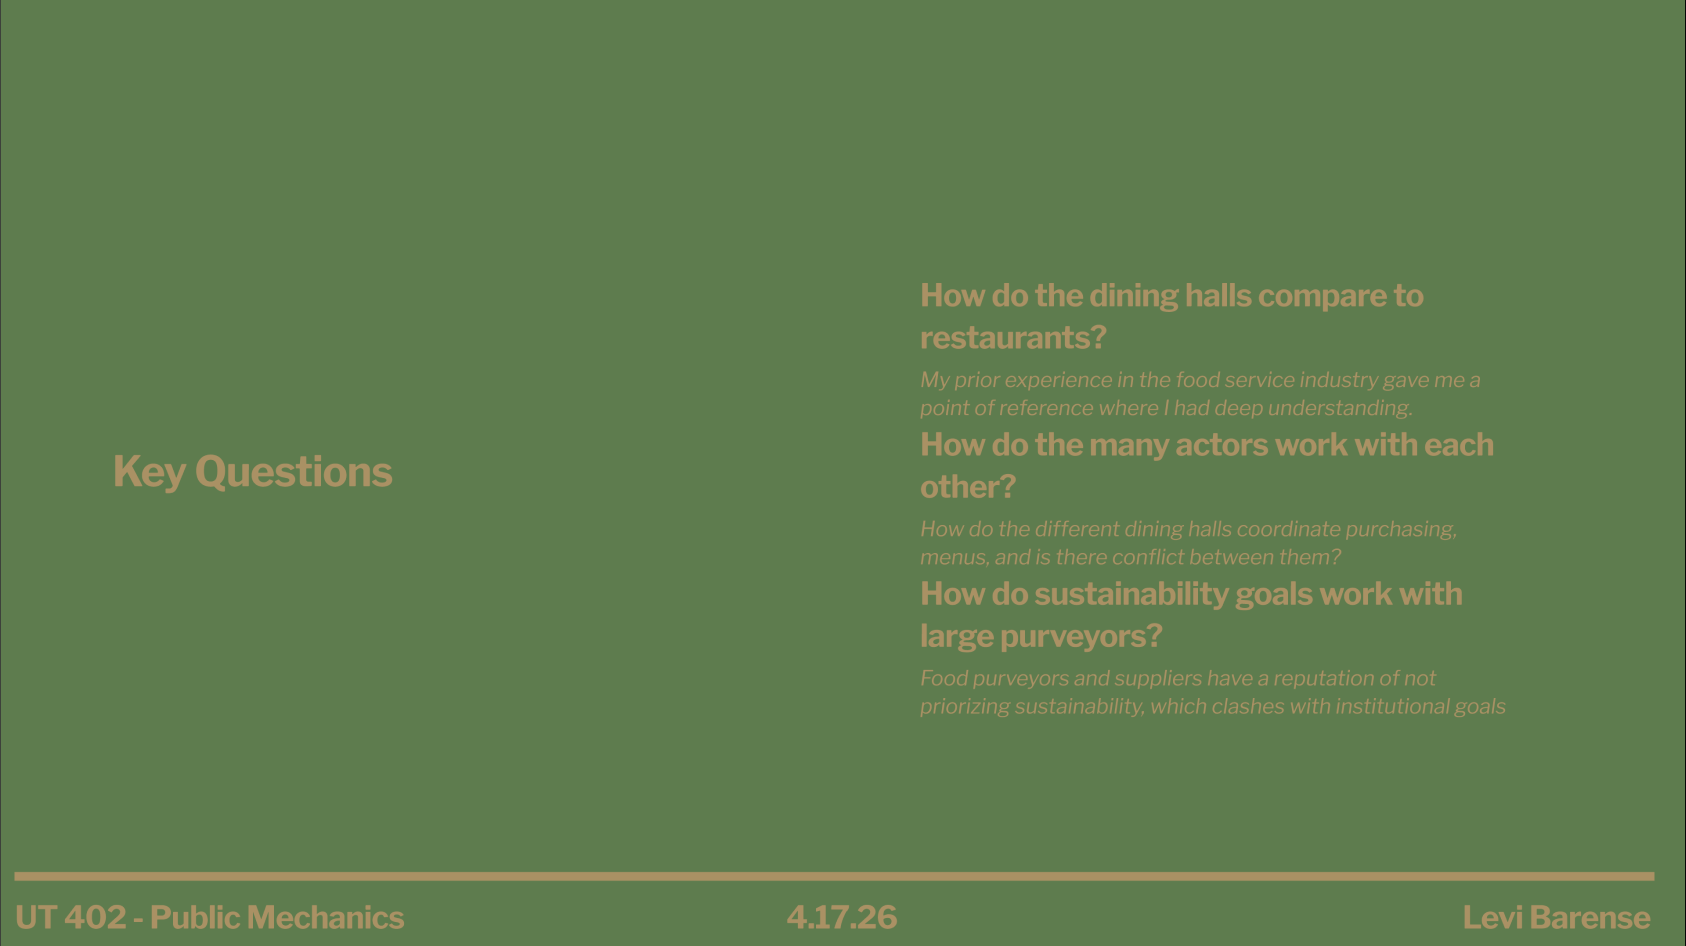 Key Questions
How do the dining halls compare to
restaurants?
My prior experience in the food service industry gave me a
point of reference where I had deep understanding.
How do the many actors work with each
other?
How do the different dining halls coordinate purchasing,
menus, and is there conflict between them?
How do sustainability goals work with
large purveyors?
Food purveyors and suppliers have a reputation of not
priorizing sustainability, which clashes with institutional goals
UT 402 - Public Mechanics
4.17.26
Levi Barense